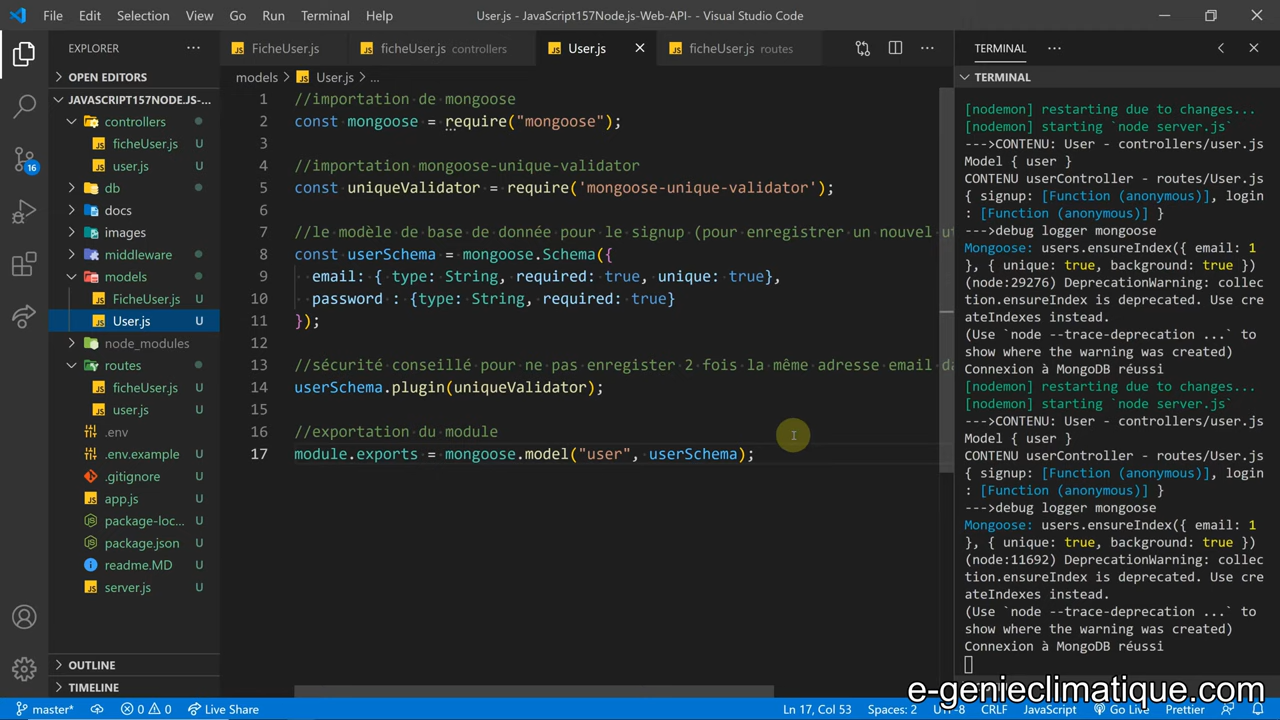 File Edit Selection View Go Run Terminal Help User.js - JavaScript157Node.js-Web-API- - Visual Studio Code
EXPLORER
OPEN EDITORS
JAVASCRIPT157NODE.JS-...
controllers
ficheUser.js U
user.js U
db
docs
images
middleware
models
FicheUser.js U
User.js U
node_modules
routes
ficheUser.js U
user.js U
.env
.env.example U
.gitignore U
app.js U
package-loc... U
package.json U
readme.MD U
server.js U
OUTLINE
TIMELINE
16
FicheUser.js ficheUser.js controllers User.js ficheUser.js routes
models > User.js > ...
1 //importation de mongoose
2 const mongoose = require("mongoose");
3
4 //importation mongoose-unique-validator
5 const uniqueValidator = require('mongoose-unique-validator');
6
7 //le modèle de base de donnée pour le signup (pour enregistrer un nouvel ut
8 const userSchema = mongoose.Schema({
9 email: { type: String, required: true, unique: true},
10 password : {type: String, required: true}
11 });
12
13 //sécurité conseillé pour ne pas enregister 2 fois la même adresse email da
14 userSchema.plugin(uniqueValidator);
15
16 //exportation du module
17 module.exports = mongoose.model("user", userSchema);
TERMINAL
TERMINAL
[nodemon] restarting due to changes...
[nodemon] starting `node server.js`
--->CONTENU: User - controllers/user.js
Model { user }
CONTENU userController - routes/User.js
{ signup: [Function (anonymous)], login
: [Function (anonymous)] }
--->debug logger mongoose
Mongoose: users.ensureIndex({ email: 1
}, { unique: true, background: true })
(node:29276) DeprecationWarning: collec
tion.ensureIndex is deprecated. Use cre
ateIndexes instead.
(Use `node --trace-deprecation ...` to
show where the warning was created)
Connexion à MongoDB réussi
[nodemon] restarting due to changes...
[nodemon] starting `node server.js`
--->CONTENU: User - controllers/user.js
Model { user }
CONTENU userController - routes/User.js
{ signup: [Function (anonymous)], login
: [Function (anonymous)] }
--->debug logger mongoose
Mongoose: users.ensureIndex({ email: 1
}, { unique: true, background: true })
(node:11692) DeprecationWarning: collec
tion.ensureIndex is deprecated. Use cre
ateIndexes instead.
(Use `node --trace-deprecation ...` to
show where the warning was created)
Connexion à MongoDB réussi
e-genieclimatique.com
master* 0 0 Live Share Ln 17, Col 53 Spaces: 2 UTF-8 CRLF JavaScript Go Live Prettier